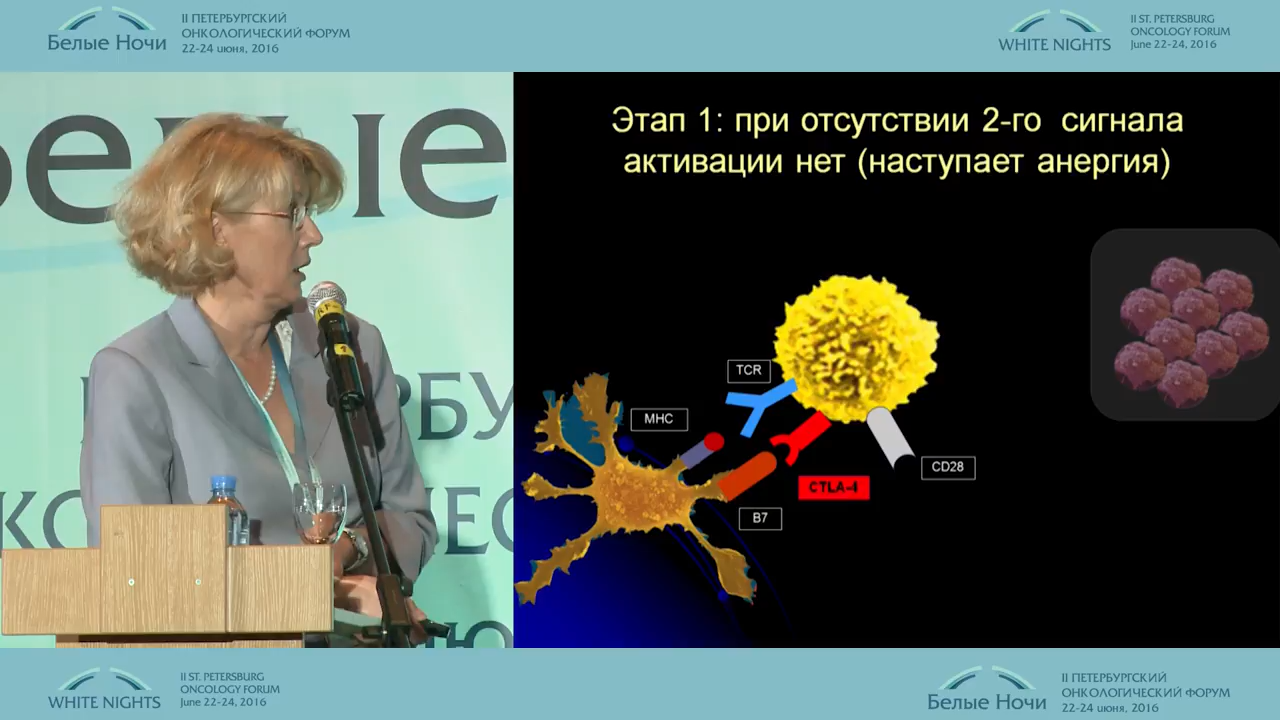 Белые Ночи
II ПЕТЕРБУРГСКИЙ
ОНКОЛОГИЧЕСКИЙ ФОРУМ
22-24 июня, 2016
WHITE NIGHTS
II ST. PETERSBURG
ONCOLOGY FORUM
June 22-24, 2016
Этап 1: при отсутствии 2-го сигнала
активации нет (наступает анергия)
TCR
MHC
CD28
CTLA-4
B7
WHITE NIGHTS
II ST. PETERSBURG
ONCOLOGY FORUM
June 22-24, 2016
Белые Ночи
II ПЕТЕРБУРГСКИЙ
ОНКОЛОГИЧЕСКИЙ ФОРУМ
22-24 июня, 2016